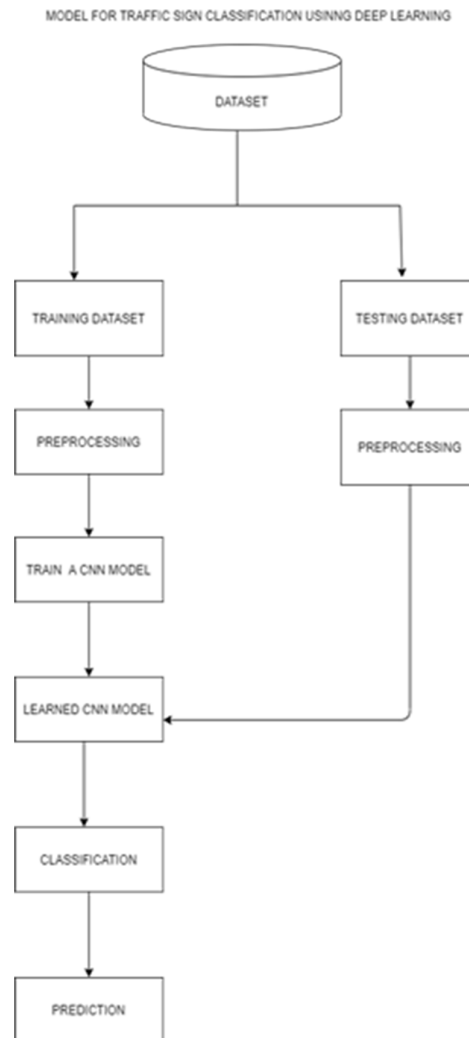 MODEL FOR TRAFFIC SIGN CLASSIFICATION USINNG DEEP LEARNING
DATASET
TRAINING DATASET
TESTING DATASET
PREPROCESSING
PREPROCESSING
TRAIN A CNN MODEL
LEARNED CNN MODEL
CLASSIFICATION
PREDICTION